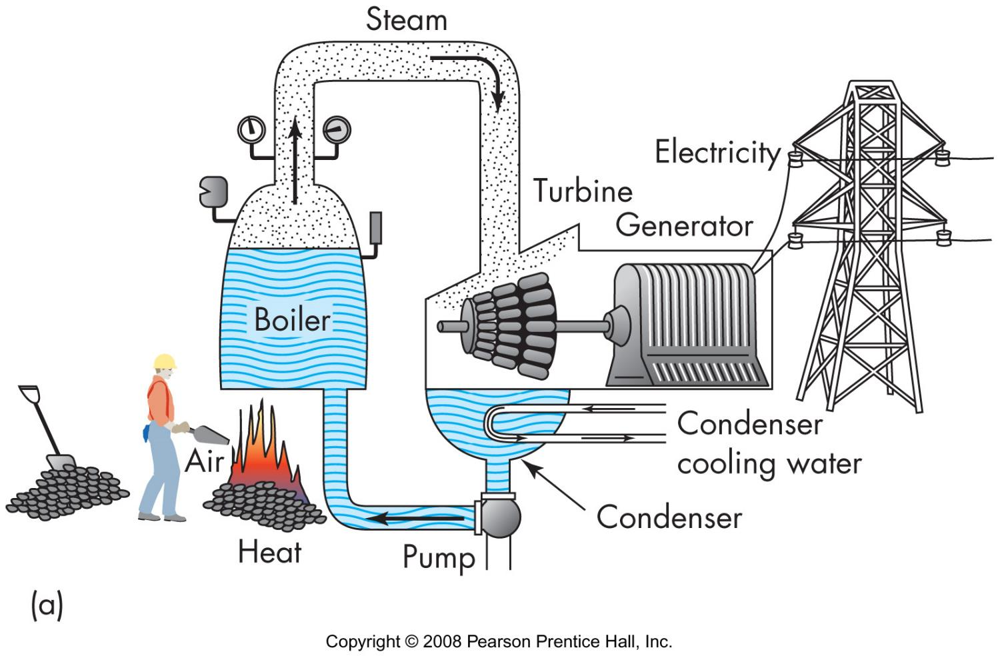 Steam
Electricity
Turbine
Generator
Boiler
Air
Heat
Condenser
cooling water
Condenser
Pump
(a)
Copyright © 2008 Pearson Prentice Hall, Inc.